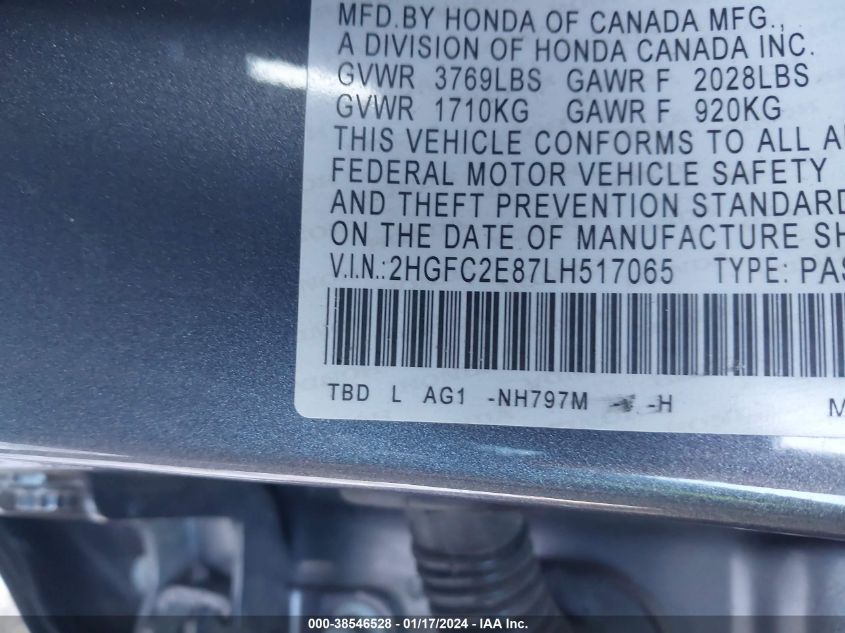 MFD.BY HONDA OF CANADA MFG.,
A DIVISION OF HONDA CANADA INC.
GVWR 3769LBS GAWR F 2028LBS
GVWR 1710KG GAWR F 920KG
THIS VEHICLE CONFORMS TO ALL
FEDERAL MOTOR VEHICLE SAFETY
AND THEFT PREVENTION STANDARD
ON THE DATE OF MANUFACTURE SH
V.I.N.:2HGFC2E87LH517065 TYPE: PAS
TBD L AG1 -NH797M -H M
000-38546528 - 01/17/2024 - IAA Inc.